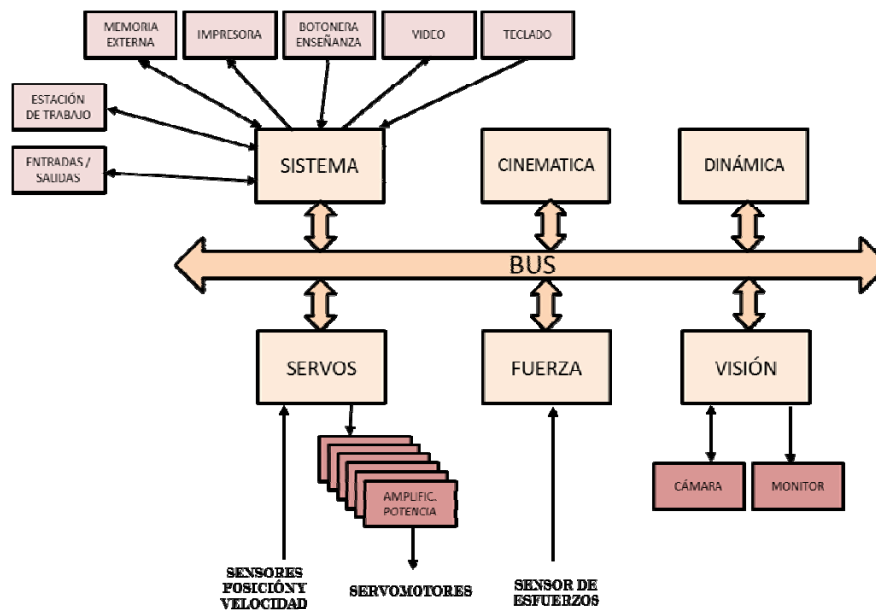 MEMORIA
EXTERNA
IMPRESORA
BOTONERA
ENSEÑANZA
VIDEO
TECLADO
ESTACIÓN
DE TRABAJO
ENTRADAS /
SALIDAS
SISTEMA
CINEMATICA
DINÁMICA
BUS
SERVOS
FUERZA
VISIÓN
AMPLIFIC.
POTENCIA
CÁMARA
MONITOR
SENSORES
POSICIÓN Y
VELOCIDAD
SERVOMOTORES
SENSOR DE
ESFUERZOS